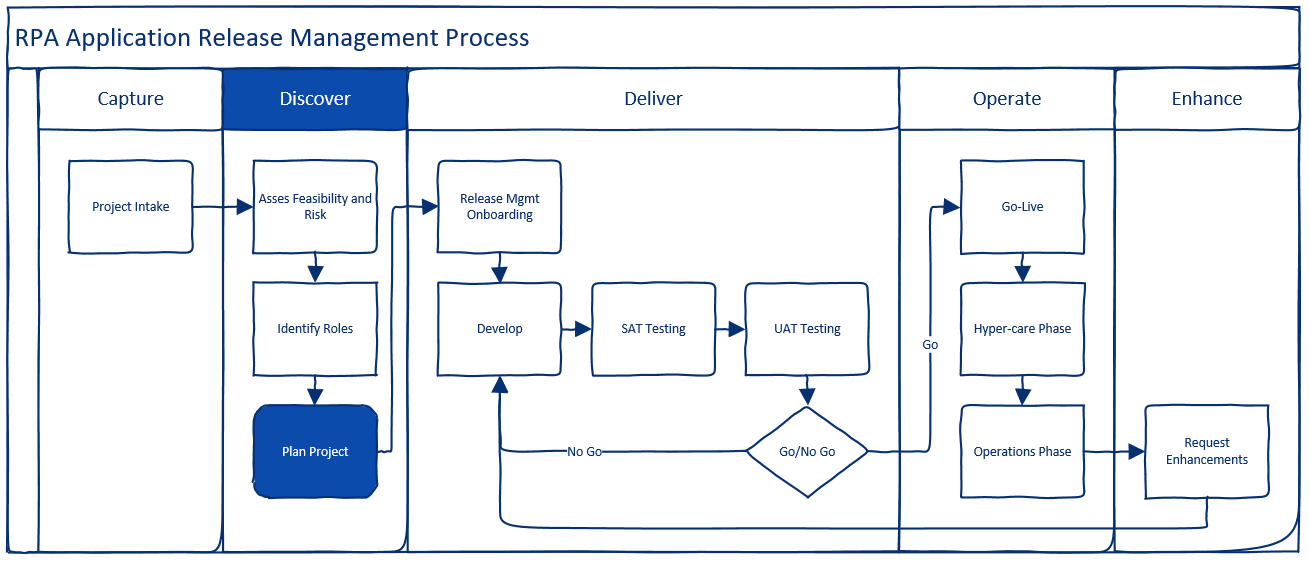 RPA Application Release Management Process
Capture
Discover
Deliver
Operate
Enhance
Project Intake
Asses Feasibility and
Risk
Release Mgmt
Onboarding
Go-Live
Identify Roles
Develop
SAT Testing
UAT Testing
Go
Hyper-care Phase
Plan Project
No Go
Go/No Go
Operations Phase
Request
Enhancements